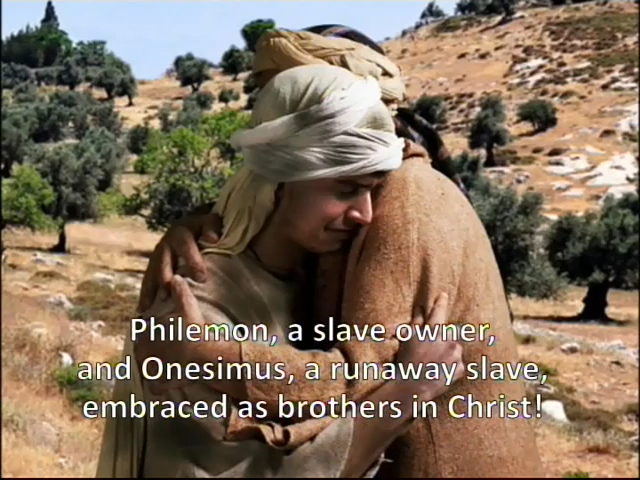 Philemon, a slave owner,
and Onesimus, a runaway slave,
embraced as brothers in Christ!